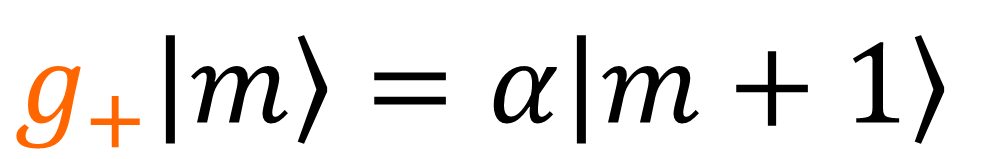 g₊|m⟩ = α|m + 1⟩